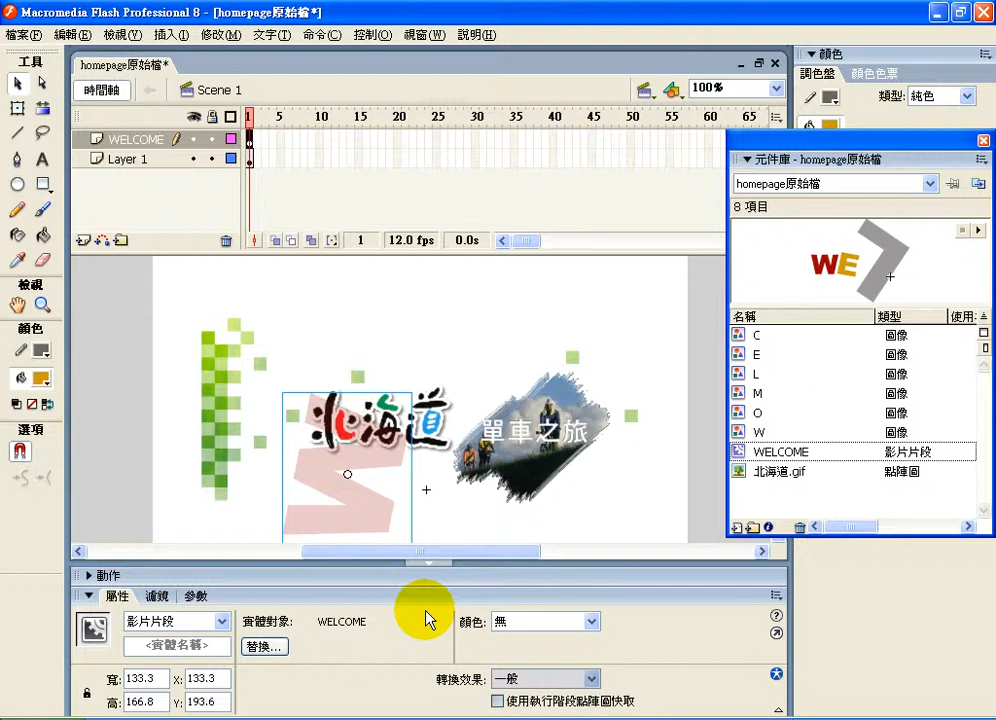 Macromedia Flash Professional 8 - [homepage原始檔*]
檔案(F) 編輯(E) 檢視(V) 插入(I) 修改(M) 文字(T) 命令(C) 控制(O) 視窗(W) 說明(H)
工具
homepage原始檔*
顏色
調色盤 顏色色票
時間軸
Scene 1
100%
類型: 純色
1 5 10 15 20 25 30 35 40 45 50 55 60 65
WELCOME
Layer 1
元件庫 - homepage原始檔
homepage原始檔
8 項目
1 12.0 fps 0.0s
WE
檢視
顏色
選項
名稱 類型 使用
C 圖像
E 圖像
L 圖像
M 圖像
O 圖像
W 圖像
WELCOME 影片片段
北海道.gif 點陣圖
W
北海道
單車之旅
動作
屬性 濾鏡 參數
影片片段
實體對象: WELCOME
顏色: 無
<實體名稱>
替換...
寬: 133.3 X: 133.3
轉換效果: 一般
高: 166.8 Y: 193.6
使用執行階段點陣圖快取